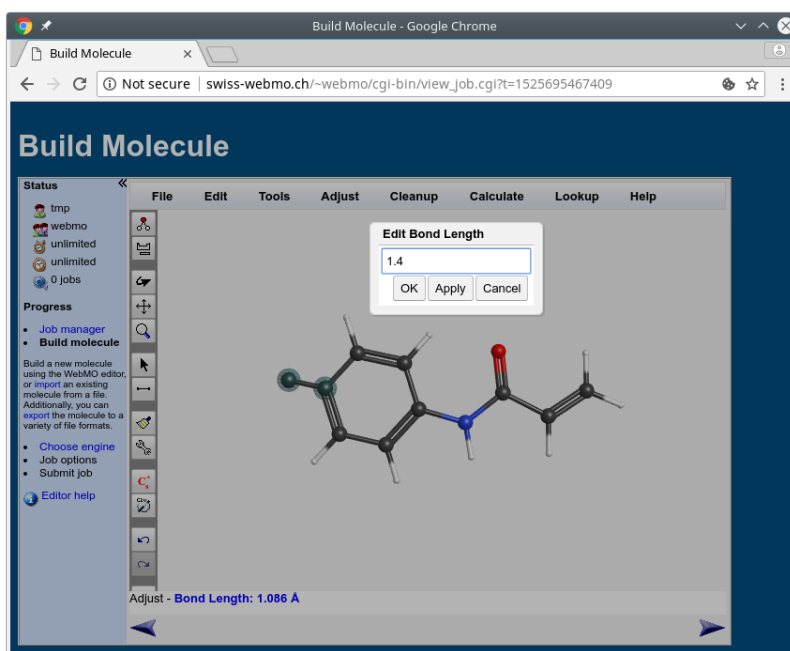 Build Molecule - Google Chrome
Build Molecule
Not secure | swiss-webmo.ch/~webmo/cgi-bin/view_job.cgi?t=1525695467409
Build Molecule
Status
tmp
webmo
unlimited
unlimited
0 jobs
Progress
Job manager
Build molecule
Build a new molecule
using the WebMO editor,
or import an existing
molecule from a file.
Additionally, you can
export the molecule to a
variety of file formats.
Choose engine
Job options
Submit job
Editor help
File Edit Tools Adjust Cleanup Calculate Lookup Help
Edit Bond Length
1.4
OK Apply Cancel
Adjust - Bond Length: 1.086 Å